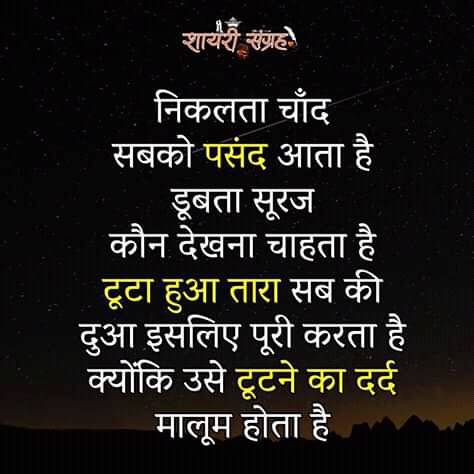 शायरी संग्रह
निकलता चाँद
सबको पसंद आता है
डूबता सूरज
कौन देखना चाहता है
टूटा हुआ तारा सब की
दुआ इसलिए पूरी करता है
क्योंकि उसे टूटने का दर्द
मालूम होता है